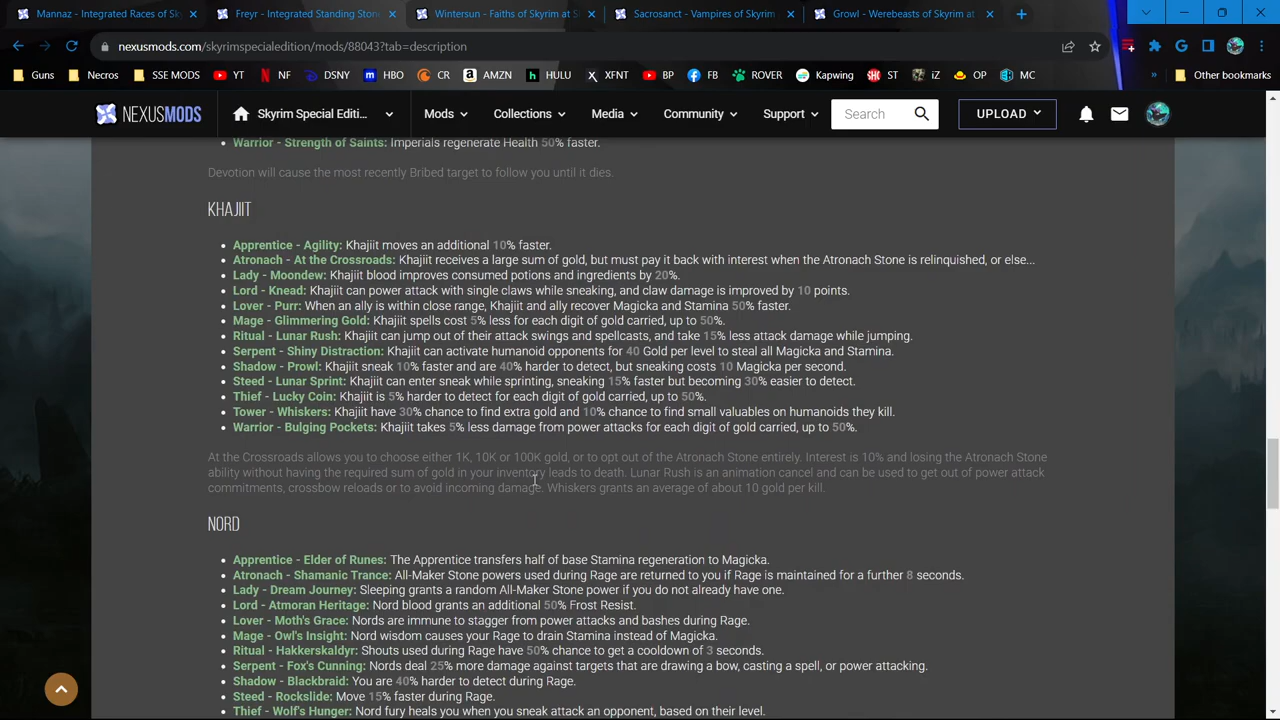 Mannaz - Integrated Races of Sk
Freyr - Integrated Standing Ston
Wintersun - Faiths of Skyrim at S
Sacrosanct - Vampires of Skyrim
Growl - Werebeasts of Skyrim at
nexusmods.com/skyrimspecialedition/mods/88043?tab=description
Guns Necros SSE MODS YT NF DSNY HBO CR AMZN HULU XFNT BP FB ROVER Kapwing ST iZ OP MC » Other bookmarks
NEXUSMODS Skyrim Special Editi... Mods Collections Media Community Support Search UPLOAD
Warrior - Strength of Saints: Imperials regenerate Health 50% faster.
Devotion will cause the most recently Bribed target to follow you until it dies.
KHAJIIT
Apprentice - Agility: Khajiit moves an additional 10% faster.
Atronach - At the Crossroads: Khajiit receives a large sum of gold, but must pay it back with interest when the Atronach Stone is relinquished, or else...
Lady - Moondew: Khajiit blood improves consumed potions and ingredients by 20%.
Lord - Knead: Khajiit can power attack with single claws while sneaking, and claw damage is improved by 10 points.
Lover - Purr: When an ally is within close range, Khajiit and ally recover Magicka and Stamina 50% faster.
Mage - Glimmering Gold: Khajiit spells cost 5% less for each digit of gold carried, up to 50%.
Ritual - Lunar Rush: Khajiit can jump out of their attack swings and spellcasts, and take 15% less attack damage while jumping.
Serpent - Shiny Distraction: Khajiit can activate humanoid opponents for 40 Gold per level to steal all Magicka and Stamina.
Shadow - Prowl: Khajiit sneak 10% faster and are 40% harder to detect, but sneaking costs 10 Magicka per second.
Steed - Lunar Sprint: Khajiit can enter sneak while sprinting, sneaking 15% faster but becoming 30% easier to detect.
Thief - Lucky Coin: Khajiit is 5% harder to detect for each digit of gold carried, up to 50%.
Tower - Whiskers: Khajiit have 30% chance to find extra gold and 10% chance to find small valuables on humanoids they kill.
Warrior - Bulging Pockets: Khajiit takes 5% less damage from power attacks for each digit of gold carried, up to 50%.
At the Crossroads allows you to choose either 1K, 10K or 100K gold, or to opt out of the Atronach Stone entirely. Interest is 10% and losing the Atronach Stone
ability without having the required sum of gold in your inventory leads to death. Lunar Rush is an animation cancel and can be used to get out of power attack
commitments, crossbow reloads or to avoid incoming damage. Whiskers grants an average of about 10 gold per kill.
NORD
Apprentice - Elder of Runes: The Apprentice transfers half of base Stamina regeneration to Magicka.
Atronach - Shamanic Trance: All-Maker Stone powers used during Rage are returned to you if Rage is maintained for a further 8 seconds.
Lady - Dream Journey: Sleeping grants a random All-Maker Stone power if you do not already have one.
Lord - Atmoran Heritage: Nord blood grants an additional 50% Frost Resist.
Lover - Moth's Grace: Nords are immune to stagger from power attacks and bashes during Rage.
Mage - Owl's Insight: Nord wisdom causes your Rage to drain Stamina instead of Magicka.
Ritual - Hakkerskaldyr: Shouts used during Rage have 50% chance to get a cooldown of 3 seconds.
Serpent - Fox's Cunning: Nords deal 25% more damage against targets that are drawing a bow, casting a spell, or power attacking.
Shadow - Blackbraid: You are 40% harder to detect during Rage.
Steed - Rockslide: Move 15% faster during Rage.
Thief - Wolf's Hunger: Nord fury heals you when you sneak attack an opponent, based on their level.